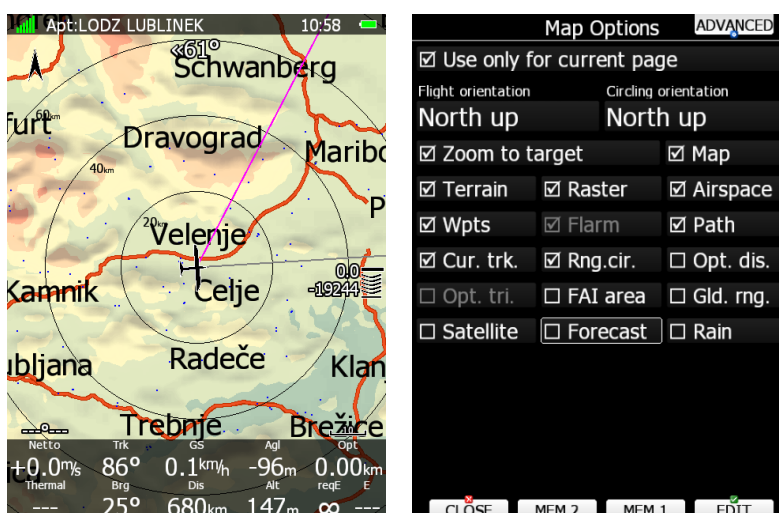 Apt:LODZ LUBLINEK 10:58
«61°
Schwanberg
furt
60km
Dravograd
40km
20km
Velenje
0.0
-19244
Kamnik
Celje
Radeče
Klan
ubljana
Trebnje
Brežice
Netto Trk GS Agl Opt
+0.0m/s 86° 0.1km/h -96m 0.00km
Thermal Brg Dis Alt reqE E
--- 25° 680km 147m ∞ ---
Map Options ADVANCED
Use only for current page
Flight orientation Circling orientation
North up North up
Zoom to target Map
Terrain Raster Airspace
Wpts Flarm Path
Cur. trk. Rng.cir. Opt. dis.
Opt. tri. FAI area Gld. rng.
Satellite Forecast Rain
CLOSE MEM 2 MEM 1 EDIT